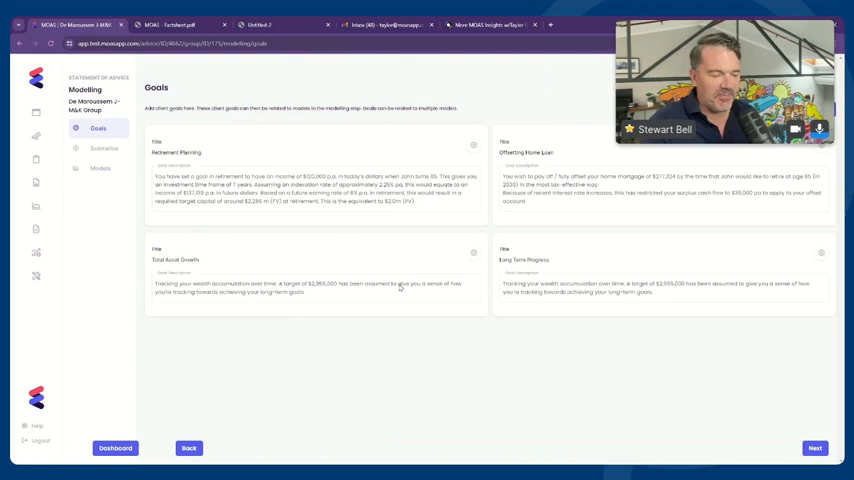 MOAS | De Maroussem J - M&K
MOAS - Factsheet.pdf
Untitled-2
Inbox (48) - taylor@moasapp.com
More MOAS Insights w/Taylor
app.test.moasapp.com/advice/ID/4662/group/ID/175/modelling/goals
Stewart Bell
STATEMENT OF ADVICE
Modelling
De Maroussem J -
M&K Group
Goals
Scenarios
Models
Goals
Add client goals here. These client goals can then be related to models in the modelling step. Goals can be related to multiple models.
Title
Retirement Planning
Goal Description
You have set a goal in retirement to have an income of $120,000 p.a. in today's dollars when John turns 65. This gives you
an investment time frame of 7 years. Assuming an indexation rate of approximately 2.25% pa, this would equate to an
income of $137,139 p.a. in future dollars. Based on a future earning rate of 6% p.a. in retirement, this would result in a
required target capital of around $2.286 m (FV) at retirement. This is the equivalent to $2.0m (PV)
Title
Offsetting Home Loan
Goal Description
You wish to pay off / fully offset your home mortgage of $277,324 by the time that John would like to retire at age 65 (in
2030) in the most tax-effective way.
Because of recent interest rate increases, this has restricted your surplus cash flow to $39,000 pa to apply to your offset
account.
Title
Total Asset Growth
Goal Description
Tracking your wealth accumulation over time. A target of $2,955,000 has been assumed to give you a sense of how
you're tracking towards achieving your long-term goals
Title
Long Term Progress
Goal Description
Tracking your wealth accumulation over time. A target of $2,955,000 has been assumed to give you a sense of how
you're tracking towards achieving your long-term goals.
Help
Logout
Dashboard
Back
Next